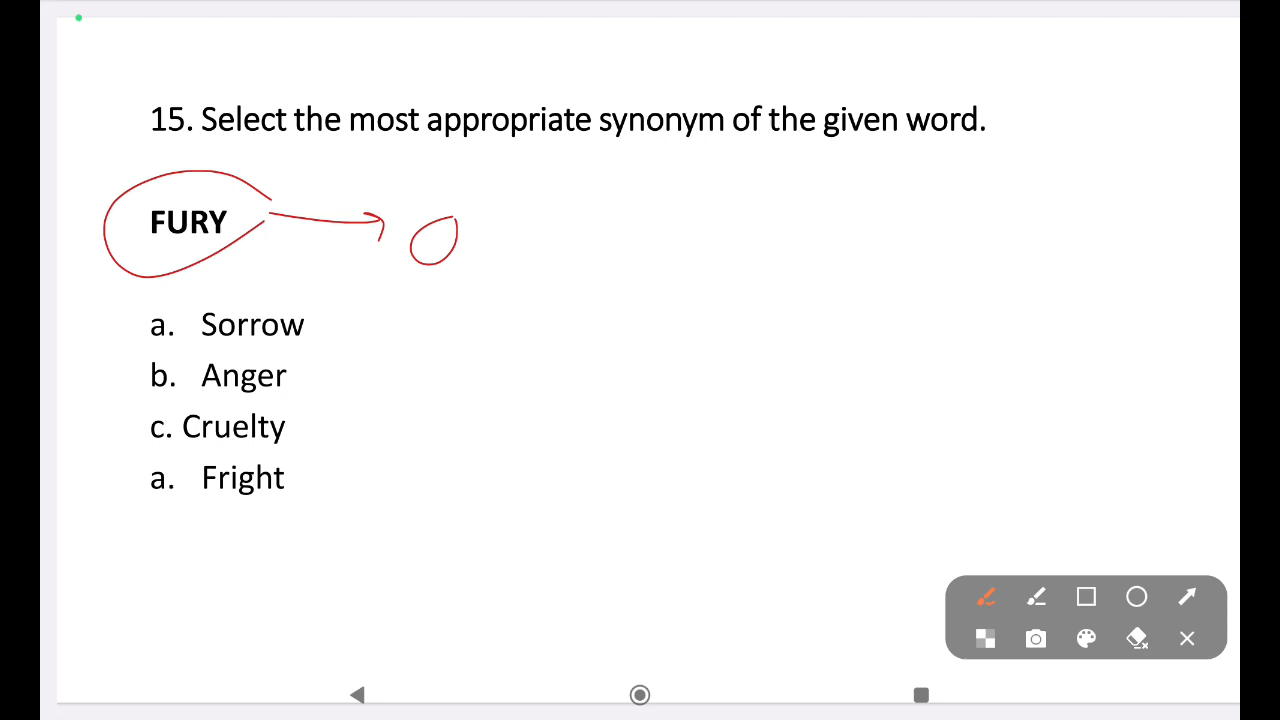 15. Select the most appropriate synonym of the given word.
FURY
a. Sorrow
b. Anger
c. Cruelty
a. Fright